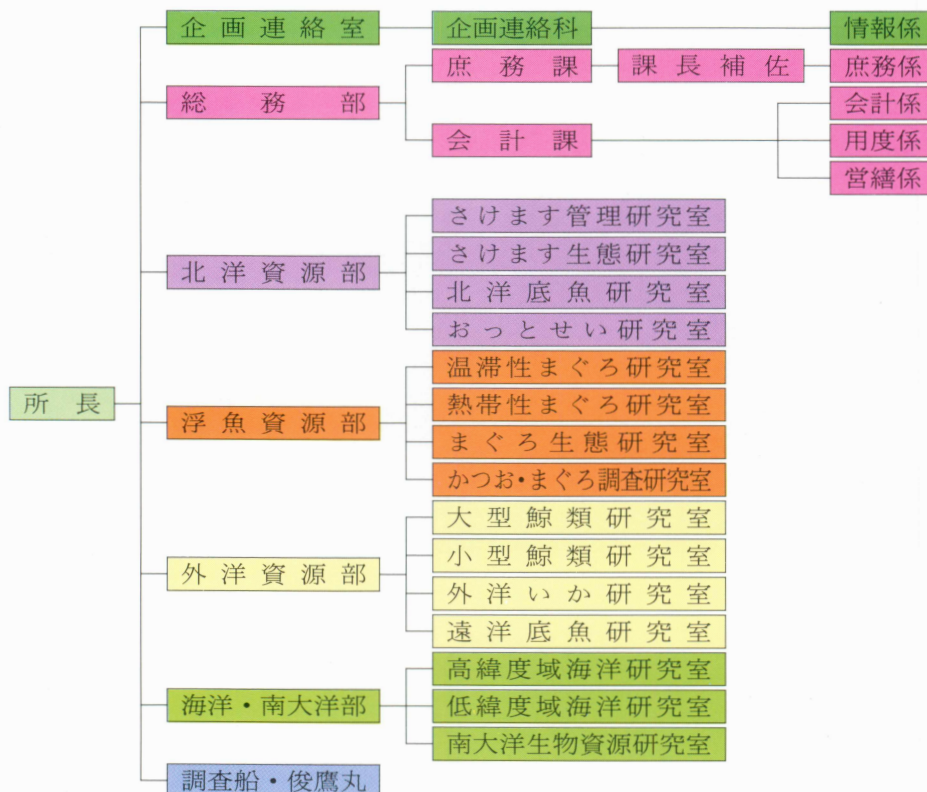 企画連絡室 企画連絡科 情報係
庶務課 課長補佐 庶務係
総務部 会計係
会計課 用度係
営繕係
さけます管理研究室
さけます生態研究室
北洋資源部
北洋底魚研究室
おっとせい研究室
温滞性まぐろ研究室
所長
熱帯性まぐろ研究室
浮魚資源部
まぐろ生態研究室
かつお・まぐろ調査研究室
大型鯨類研究室
小型鯨類研究室
外洋資源部
外洋いか研究室
遠洋底魚研究室
高緯度域海洋研究室
海洋・南大洋部 低緯度域海洋研究室
南大洋生物資源研究室
調査船・俊鷹丸